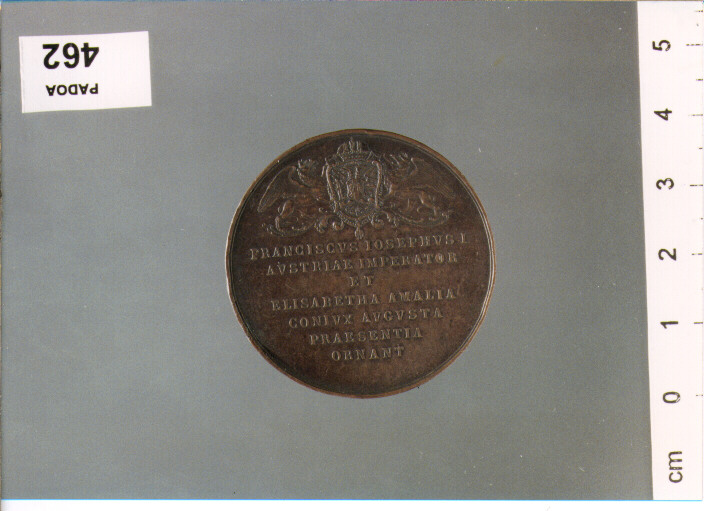 462
PADOA
FRANCISCVS IOSEPHVS I
AVSTRIAE IMPERATOR
ET
ELISABETHA AMALIA
CONIVX AVGVSTA
PRAESENTIA
ORNANT
5
4
3
2
1
0
cm